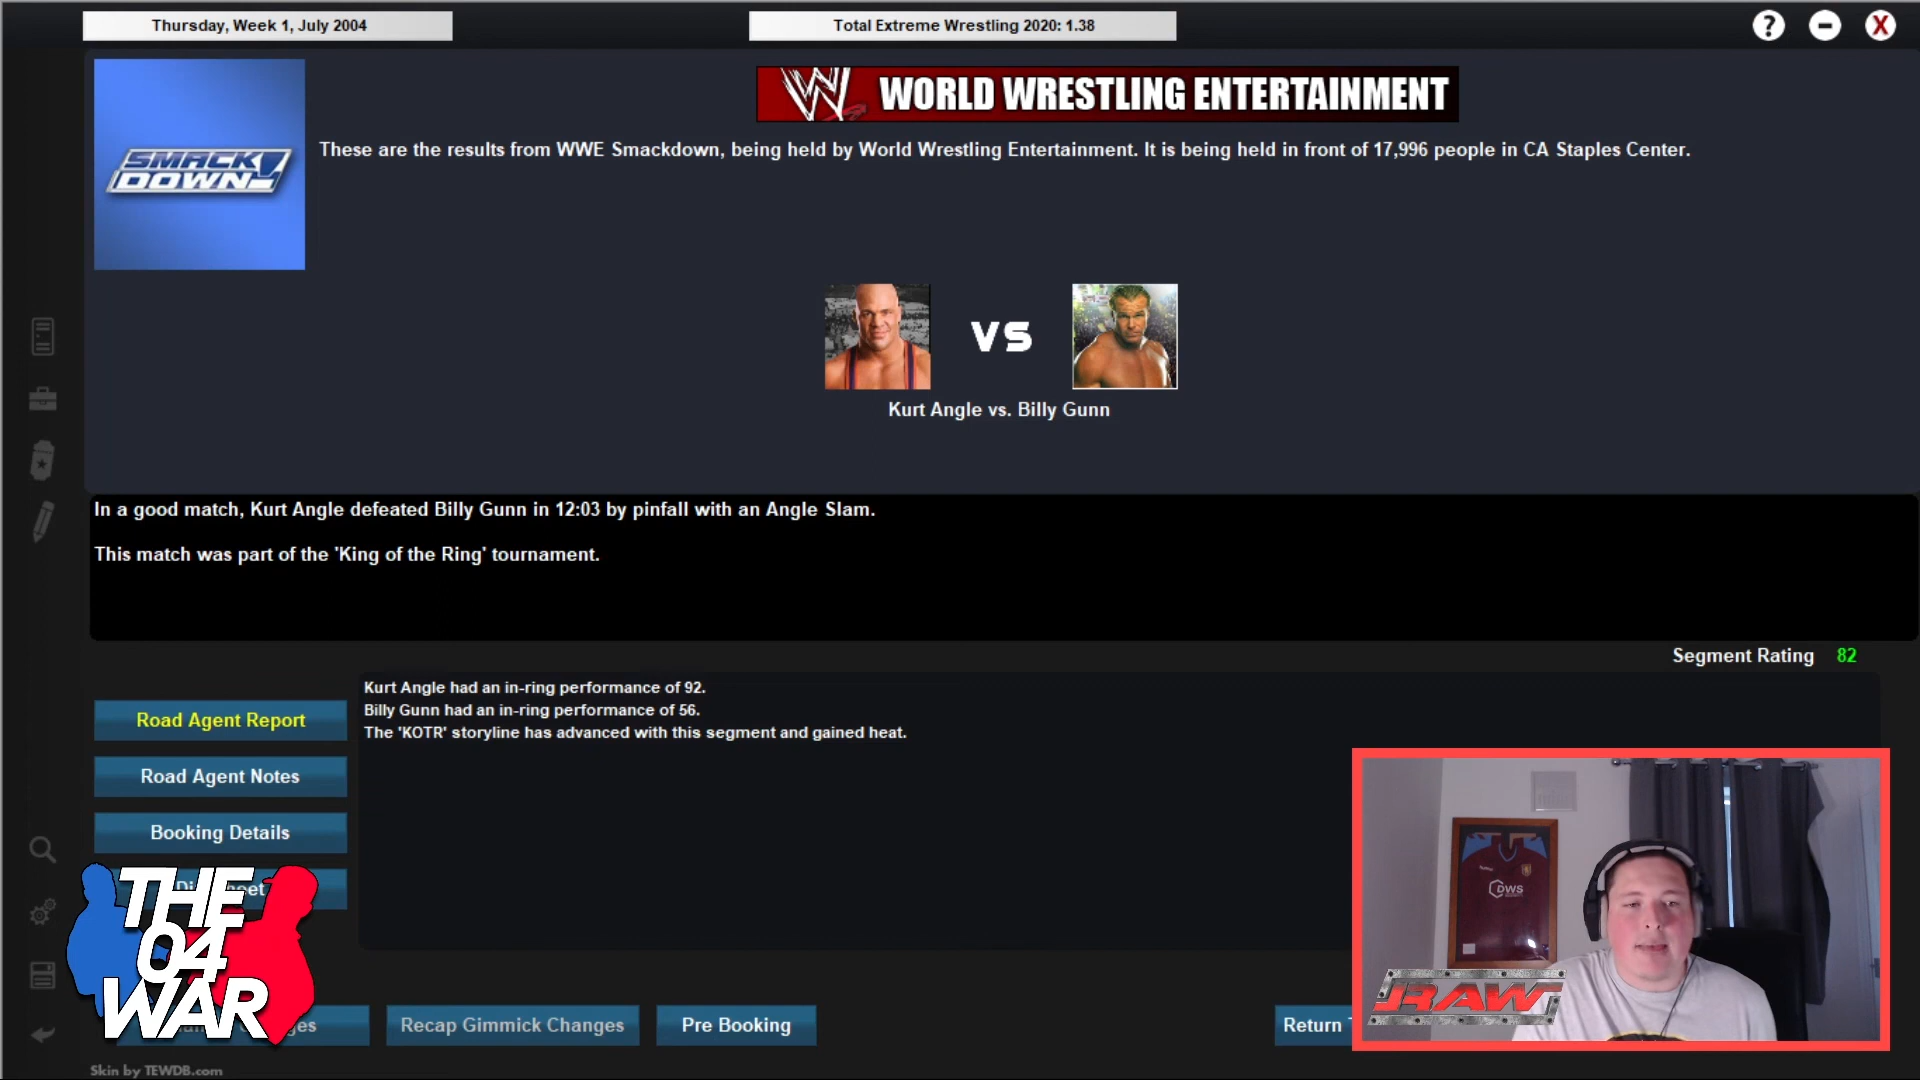 Thursday, Week 1, July 2004
Total Extreme Wrestling 2020: 1.38
?
X
SMACK DOWN!
W WORLD WRESTLING ENTERTAINMENT
These are the results from WWE Smackdown, being held by World Wrestling Entertainment. It is being held in front of 17,996 people in CA Staples Center.
VS
Kurt Angle vs. Billy Gunn
In a good match, Kurt Angle defeated Billy Gunn in 12:03 by pinfall with an Angle Slam.
This match was part of the 'King of the Ring' tournament.
Segment Rating 82
Road Agent Report
Road Agent Notes
Booking Details
Kurt Angle had an in-ring performance of 92.
Billy Gunn had an in-ring performance of 56.
The 'KOTR' storyline has advanced with this segment and gained heat.
THE
04
WAR
Recap Gimmick Changes
Pre Booking
Return
DWS
RAW
Skin by TEWDB.com